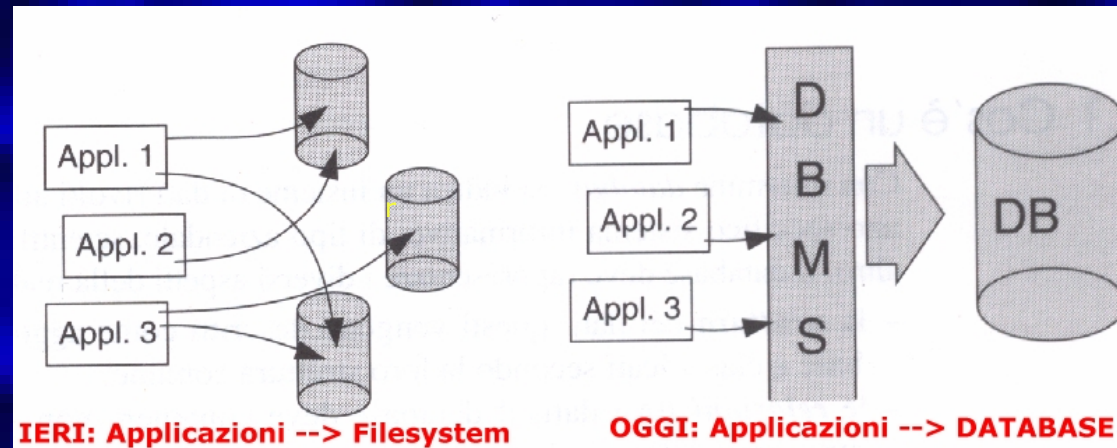 Appl. 1
Appl. 2
Appl. 3
IERI: Applicazioni --> Filesystem
Appl. 1
Appl. 2
Appl. 3
D
B
M
S
DB
OGGI: Applicazioni --> DATABASE